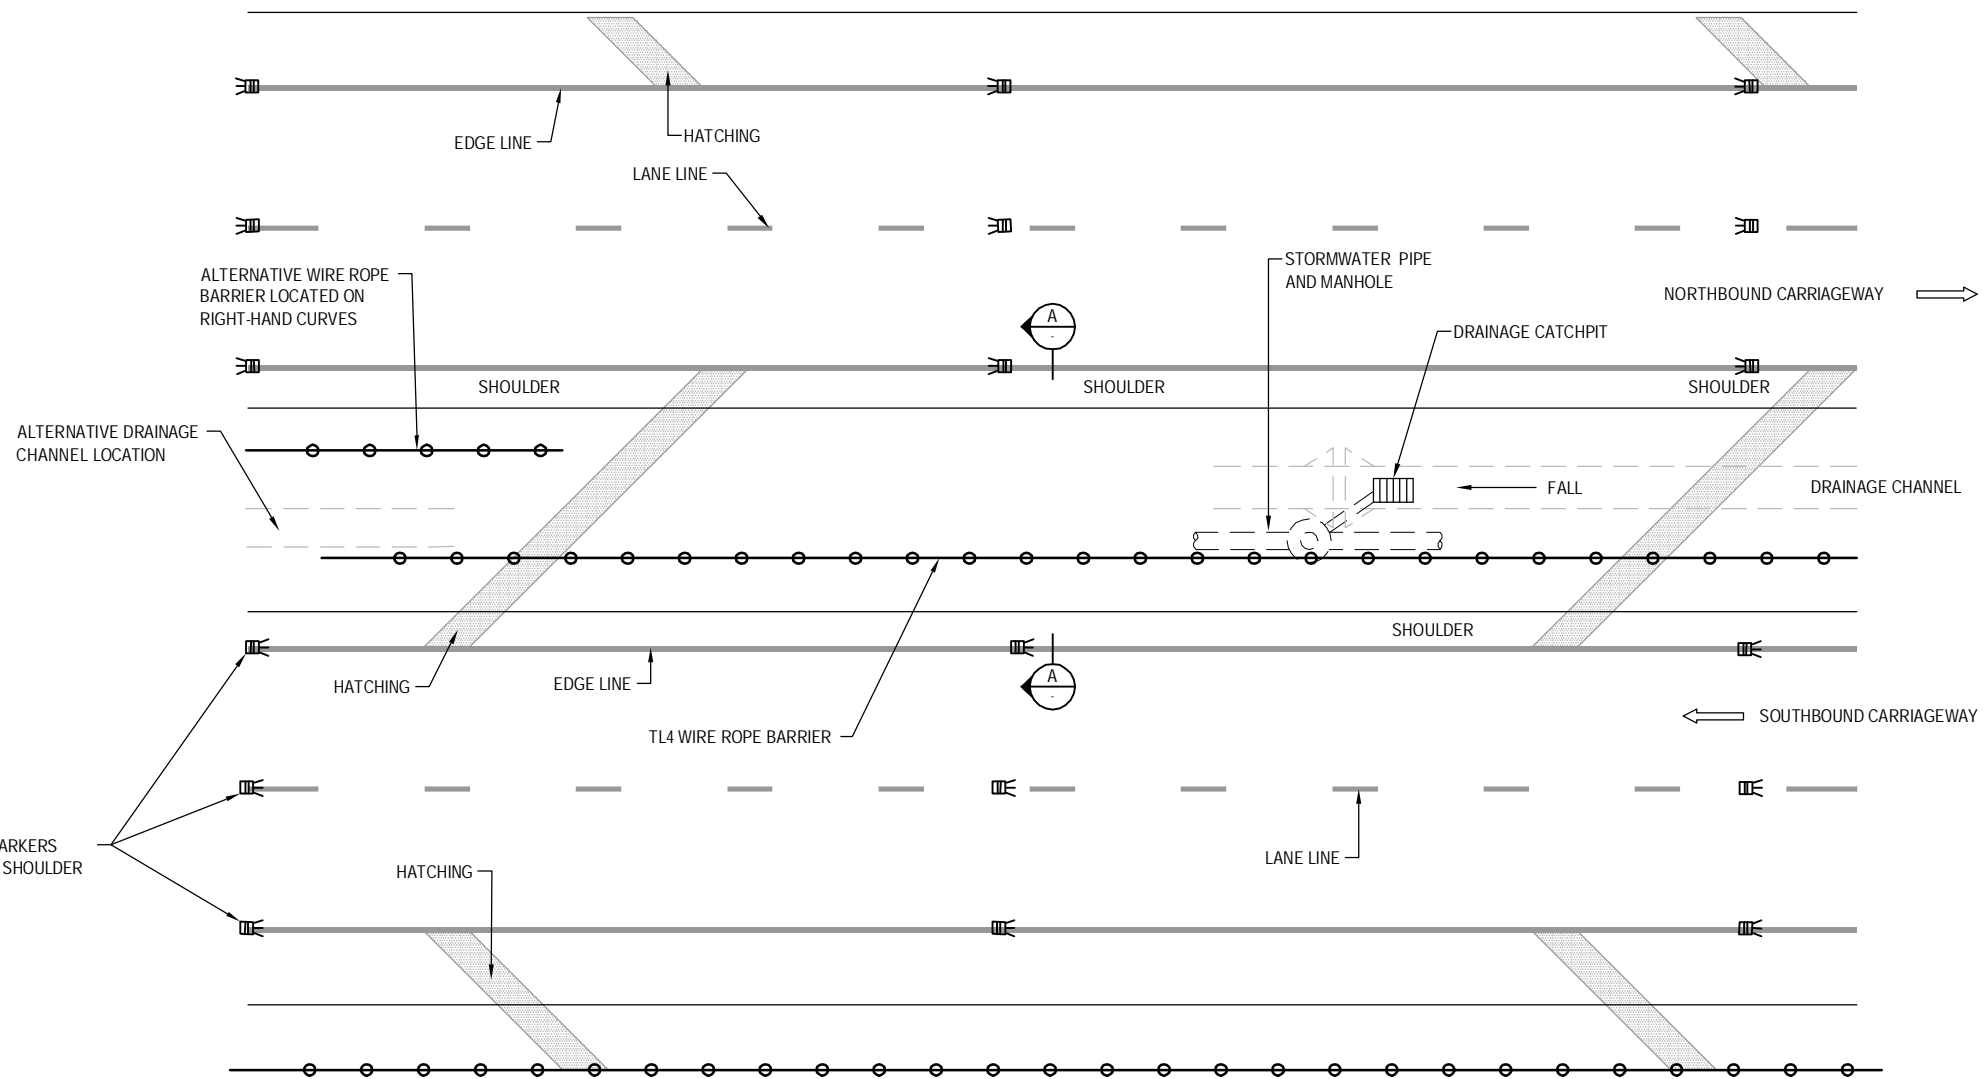 EDGE LINE
HATCHING
LANE LINE
ALTERNATIVE WIRE ROPE
BARRIER LOCATED ON
RIGHT-HAND CURVES
STORMWATER PIPE
AND MANHOLE
NORTHBOUND CARRIAGEWAY
A
-
DRAINAGE CATCHPIT
SHOULDER
SHOULDER
SHOULDER
ALTERNATIVE DRAINAGE
CHANNEL LOCATION
FALL
DRAINAGE CHANNEL
SHOULDER
HATCHING
EDGE LINE
A
-
SOUTHBOUND CARRIAGEWAY
TL4 WIRE ROPE BARRIER
SHOULDER
LANE LINE
HATCHING